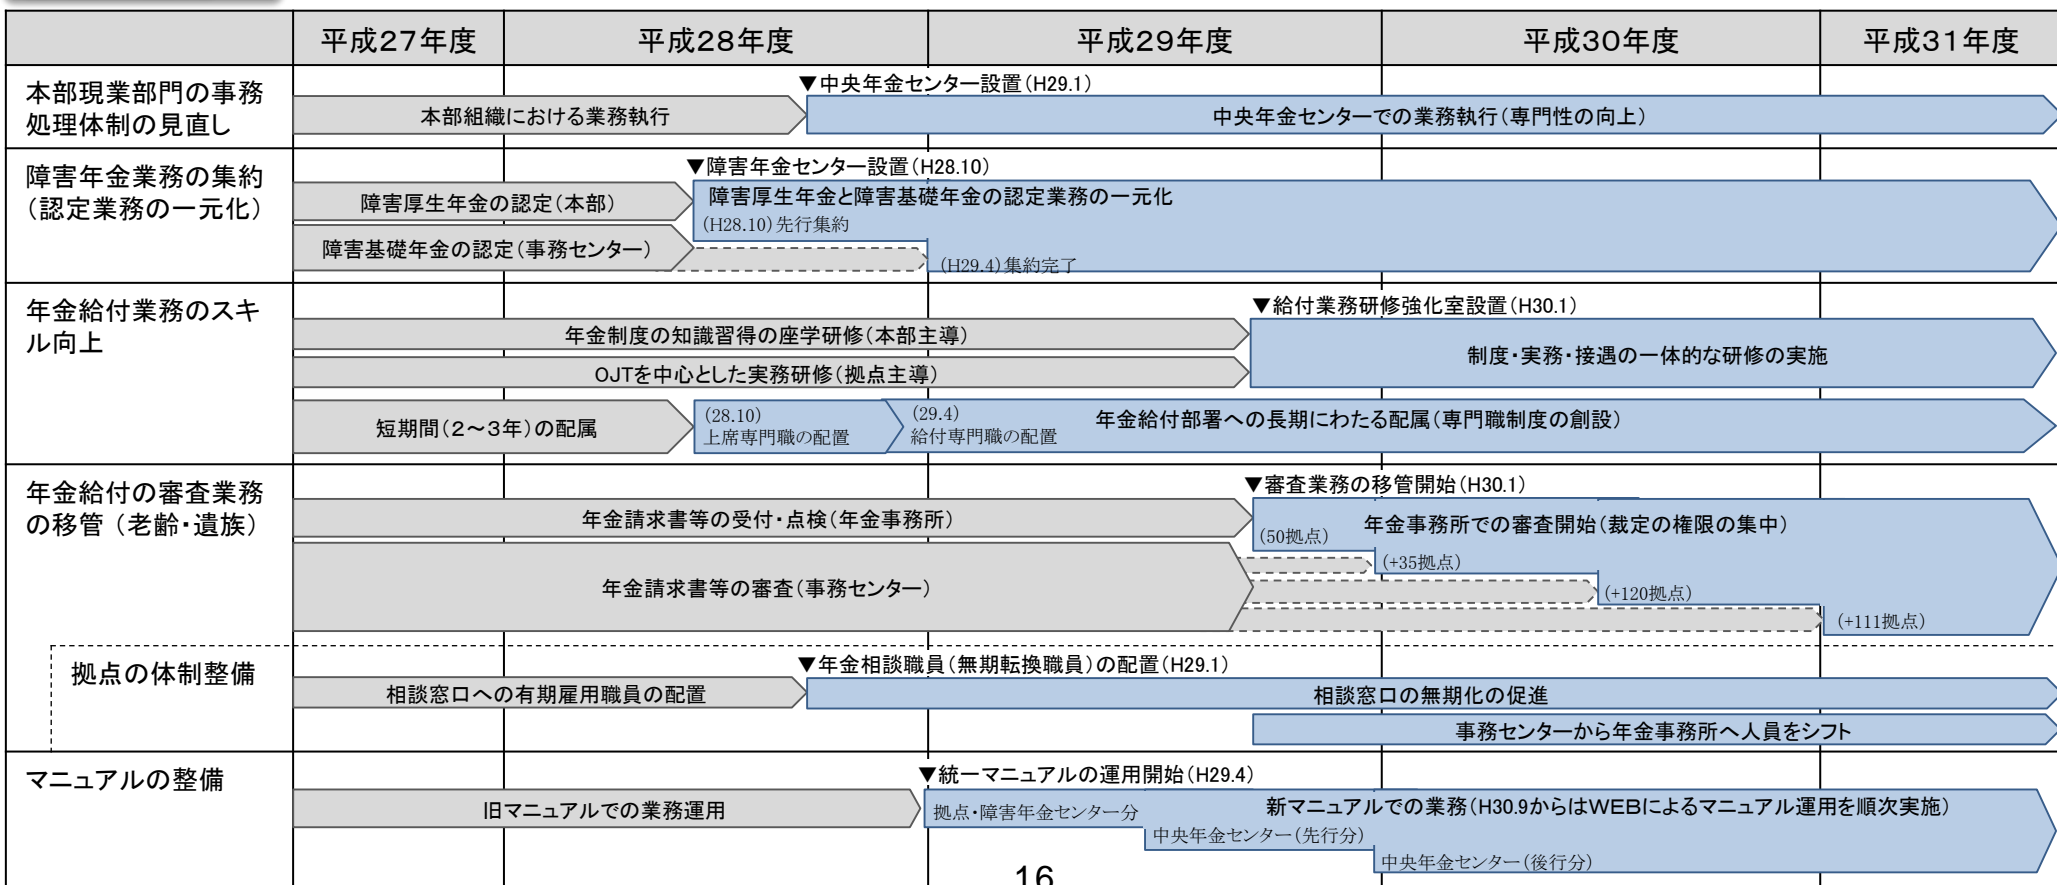 平成27年度
平成28年度
平成29年度
平成30年度
平成31年度
本部現業部門の事務
処理体制の見直し
▼中央年金センター設置(H29.1)
本部組織における業務執行
中央年金センターでの業務執行(専門性の向上)
障害年金業務の集約
(認定業務の一元化)
▼障害年金センター設置(H28.10)
障害厚生年金の認定(本部)
障害厚生年金と障害基礎年金の認定業務の一元化
(H28.10)先行集約
障害基礎年金の認定(事務センター)
(H29.4)集約完了
年金給付業務のスキ
ル向上
▼給付業務研修強化室設置(H30.1)
年金制度の知識習得の座学研修(本部主導)
制度・実務・接遇の一体的な研修の実施
OJTを中心とした実務研修(拠点主導)
短期間(2～3年)の配属
(28.10)
上席専門職の配置
(29.4)
給付専門職の配置
年金給付部署への長期にわたる配属(専門職制度の創設)
年金給付の審査業務
の移管 (老齢・遺族)
▼審査業務の移管開始(H30.1)
年金請求書等の受付・点検(年金事務所)
年金事務所での審査開始(裁定の権限の集中)
(50拠点)
(+35拠点)
年金請求書等の審査(事務センター)
(+120拠点)
(+111拠点)
拠点の体制整備
▼年金相談職員(無期転換職員)の配置(H29.1)
相談窓口への有期雇用職員の配置
相談窓口の無期化の促進
事務センターから年金事務所へ人員をシフト
マニュアルの整備
▼統一マニュアルの運用開始(H29.4)
旧マニュアルでの業務運用
拠点・障害年金センター分
新マニュアルでの業務(H30.9からはWEBによるマニュアル運用を順次実施)
中央年金センター(先行分)
中央年金センター(後行分)
16